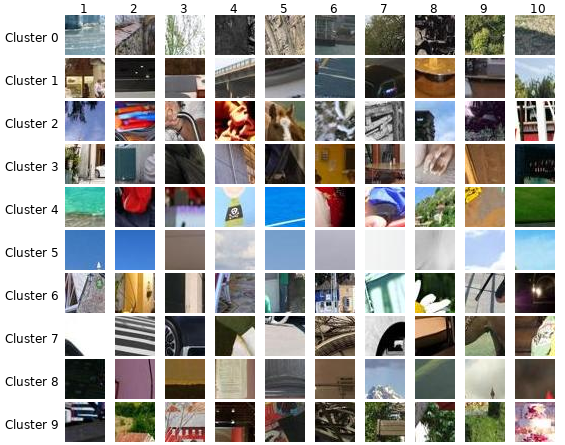 1 2 3 4 5 6 7 8 9 10
Cluster 0
Cluster 1
Cluster 2
Cluster 3
Cluster 4
Cluster 5
Cluster 6
Cluster 7
Cluster 8
Cluster 9